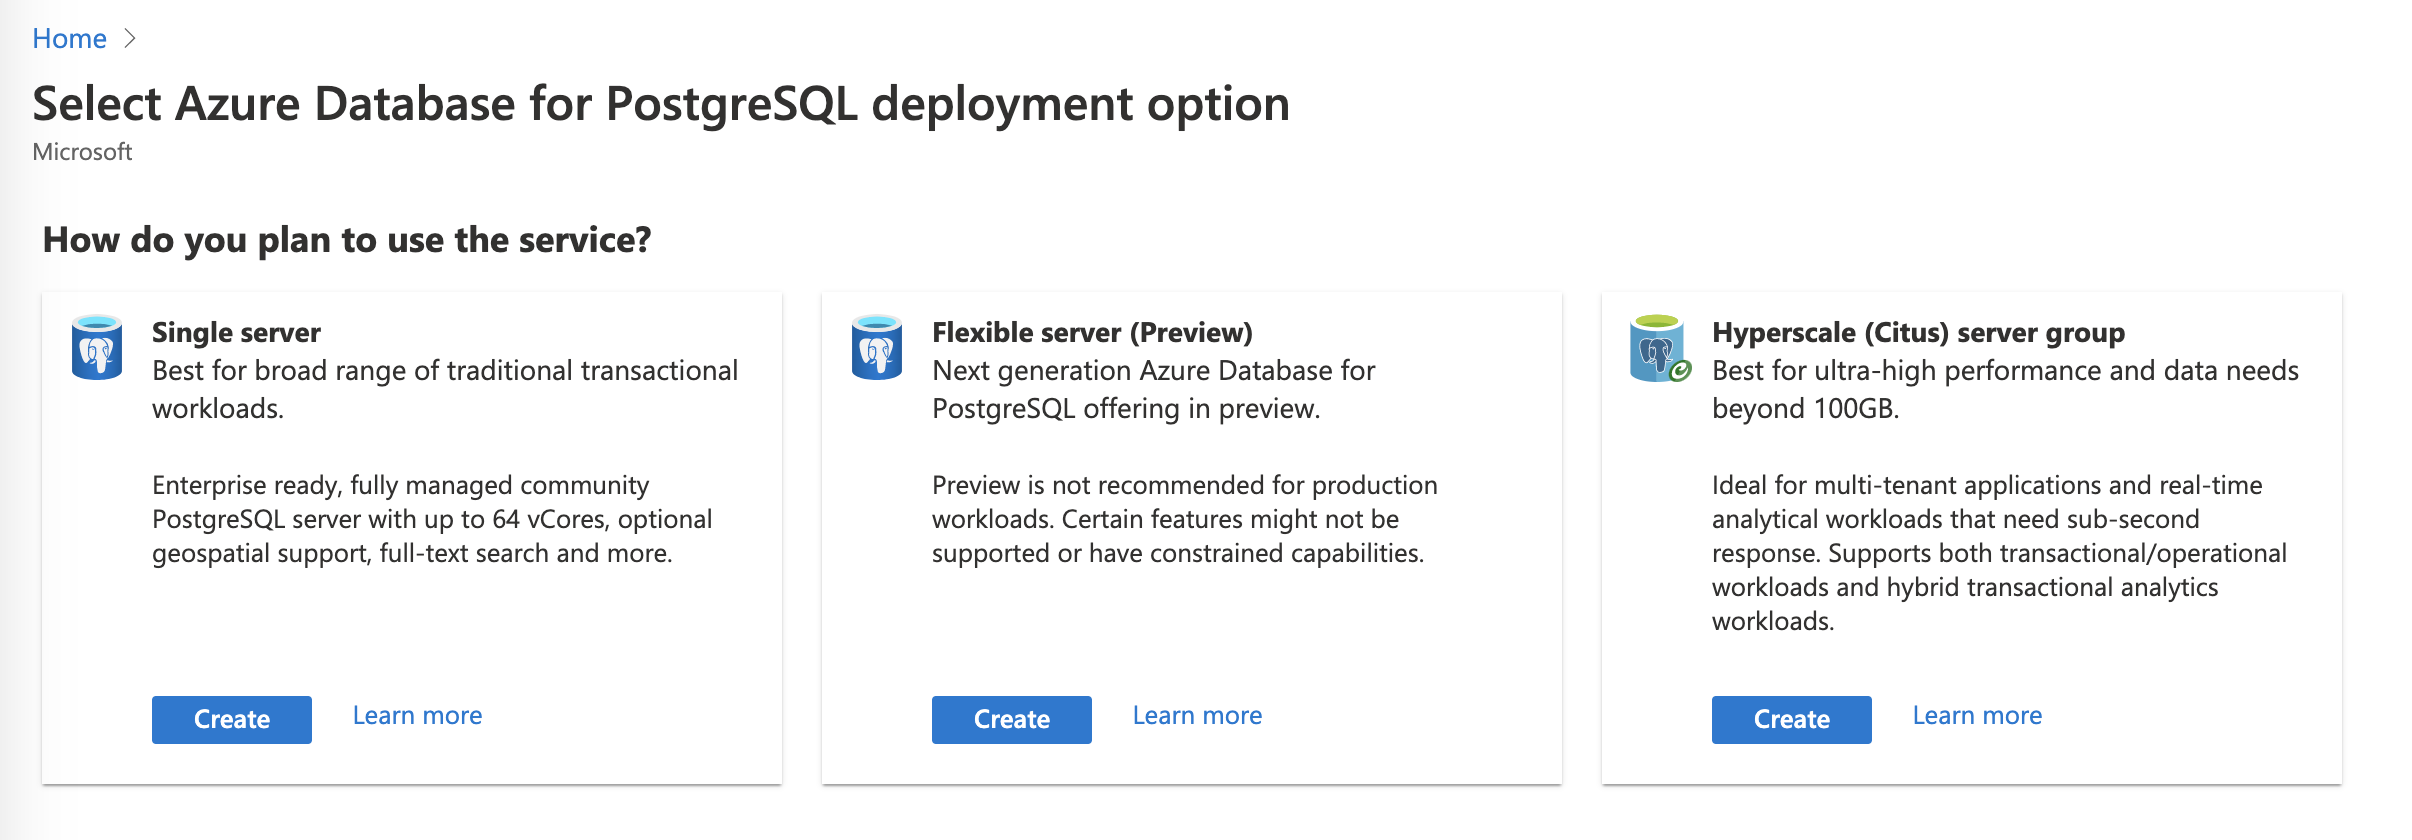 Home
Select Azure Database for PostgreSQL deployment option
Microsoft
How do you plan to use the service?
Single server
Best for broad range of traditional transactional
workloads.
Enterprise ready, fully managed community
PostgreSQL server with up to 64 vCores, optional
geospatial support, full-text search and more.
Create
Learn more
Flexible server (Preview)
Next generation Azure Database for
PostgreSQL offering in preview.
Preview is not recommended for production
workloads. Certain features might not be
supported or have constrained capabilities.
Create
Learn more
Hyperscale (Citus) server group
Best for ultra-high performance and data needs
beyond 100GB.
Ideal for multi-tenant applications and real-time
analytical workloads that need sub-second
response. Supports both transactional/operational
workloads and hybrid transactional analytics
workloads.
Create
Learn more